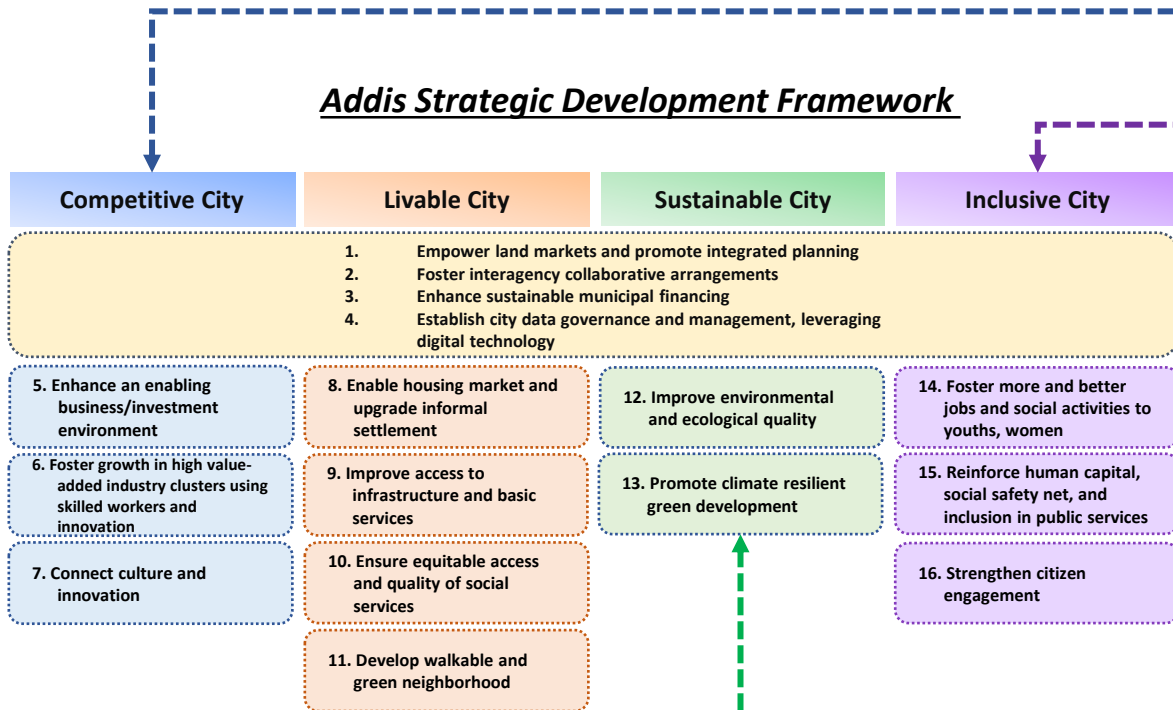 Addis Strategic Development Framework
Competitive City
Livable City
Sustainable City
Inclusive City
1. Empower land markets and promote integrated planning
2. Foster interagency collaborative arrangements
3. Enhance sustainable municipal financing
4. Establish city data governance and management, leveraging
digital technology
5. Enhance an enabling
business/investment
environment
6. Foster growth in high value-
added industry clusters using
skilled workers and
innovation
7. Connect culture and
innovation
8. Enable housing market and
upgrade informal
settlement
9. Improve access to
infrastructure and basic
services
10. Ensure equitable access
and quality of social
services
11. Develop walkable and
green neighborhood
12. Improve environmental
and ecological quality
13. Promote climate resilient
green development
14. Foster more and better
jobs and social activities to
youths, women
15. Reinforce human capital,
social safety net, and
inclusion in public services
16. Strengthen citizen
engagement